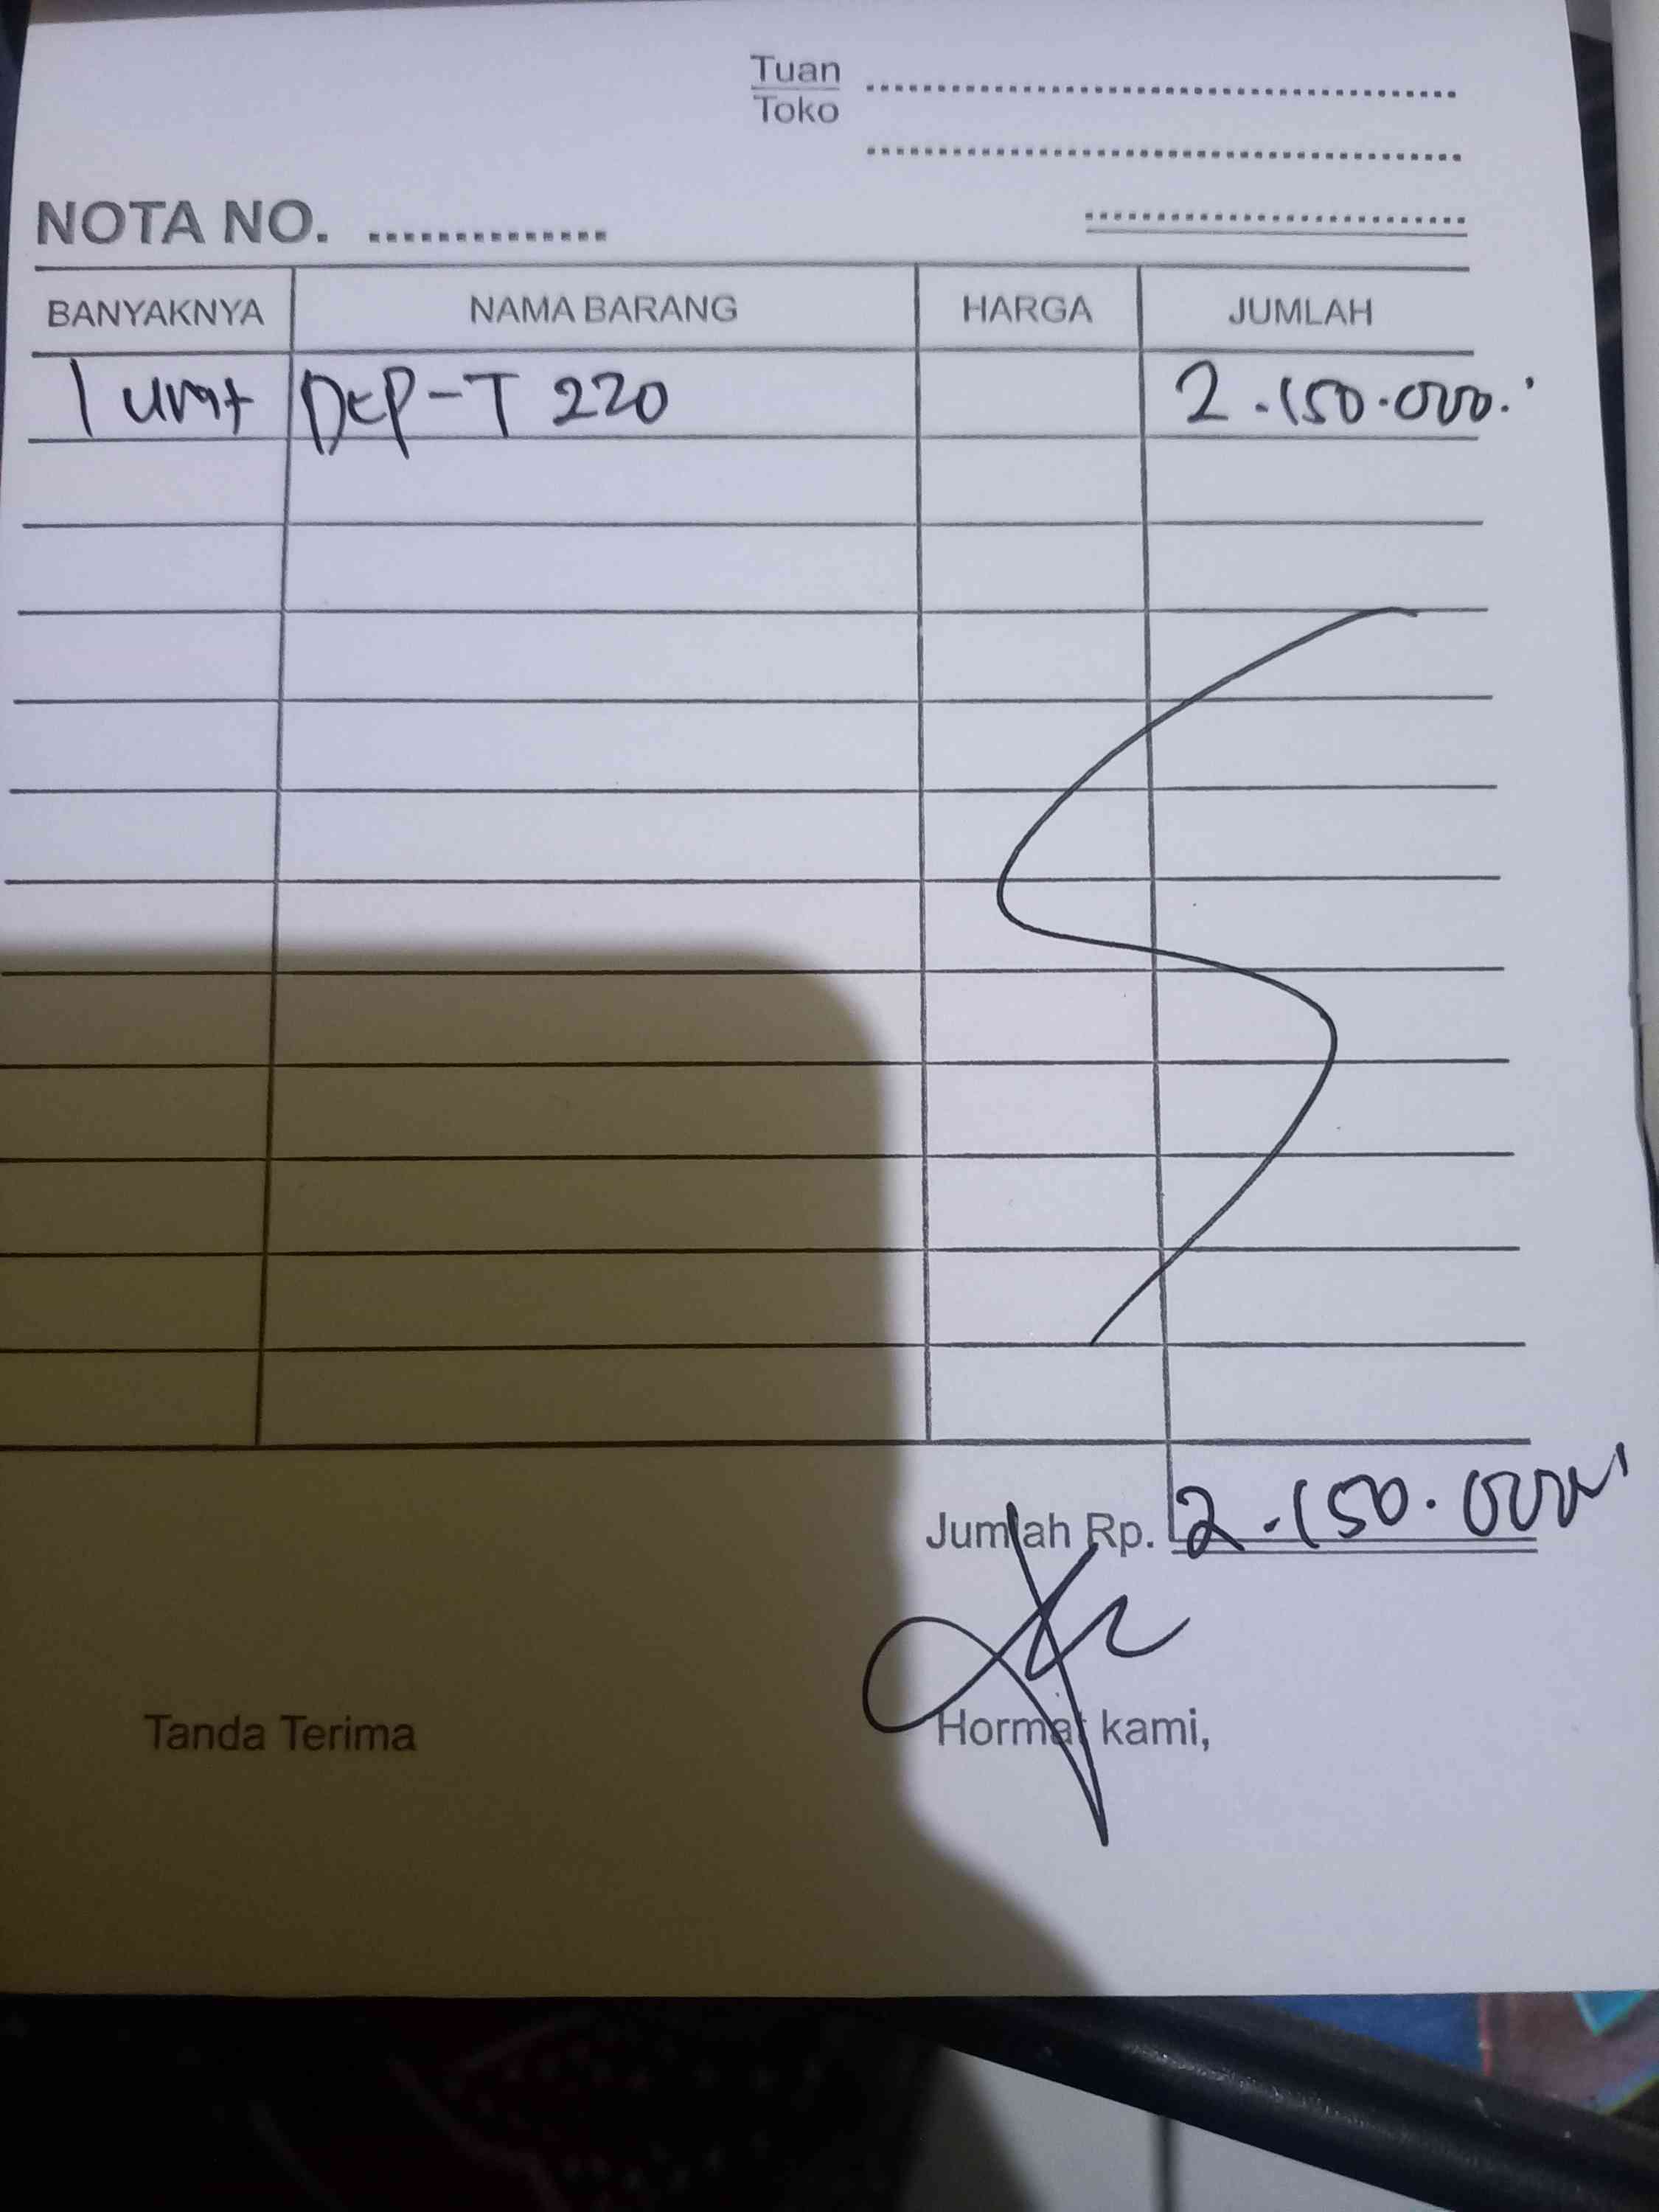 Tuan
Toko
NOTA NO.
BANYAKNYA NAMA BARANG HARGA JUMLAH
1 unit DCP-T 220 2.150.000.
Jumlah Rp. 2.150.000
Tanda Terima Hormat kami,